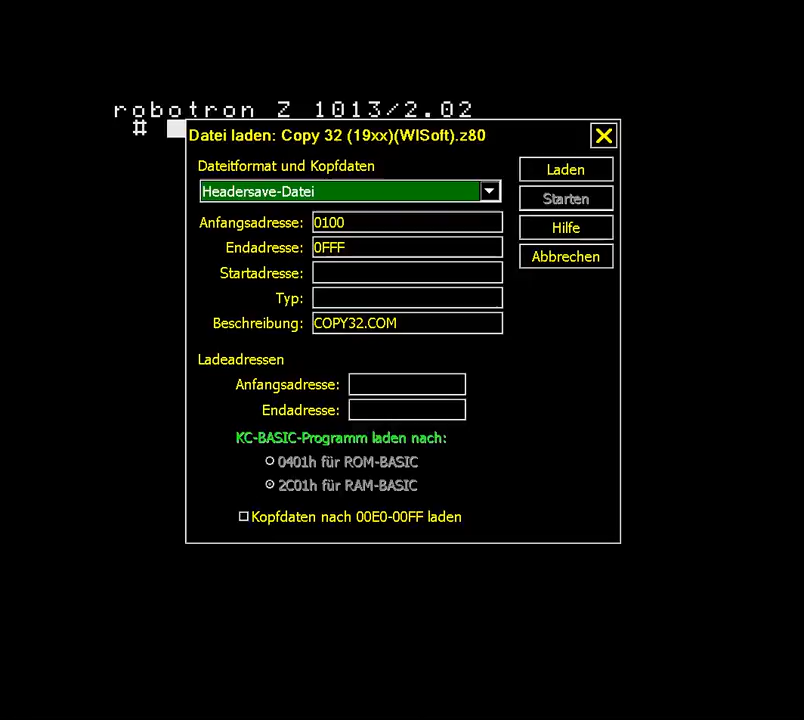 robotron Z 1013/2.02
#
Datei laden: Copy 32 (19xx)(WISoft).z80
Dateitformat und Kopfdaten
Laden
Headersave-Datei
Starten
Anfangsadresse: 0100
Hilfe
Endadresse: 0FFF
Abbrechen
Startadresse:
Typ:
Beschreibung: COPY32.COM
Ladeadressen
Anfangsadresse:
Endadresse:
KC-BASIC-Programm laden nach:
0401h für ROM-BASIC
2C01h für RAM-BASIC
Kopfdaten nach 00E0-00FF laden